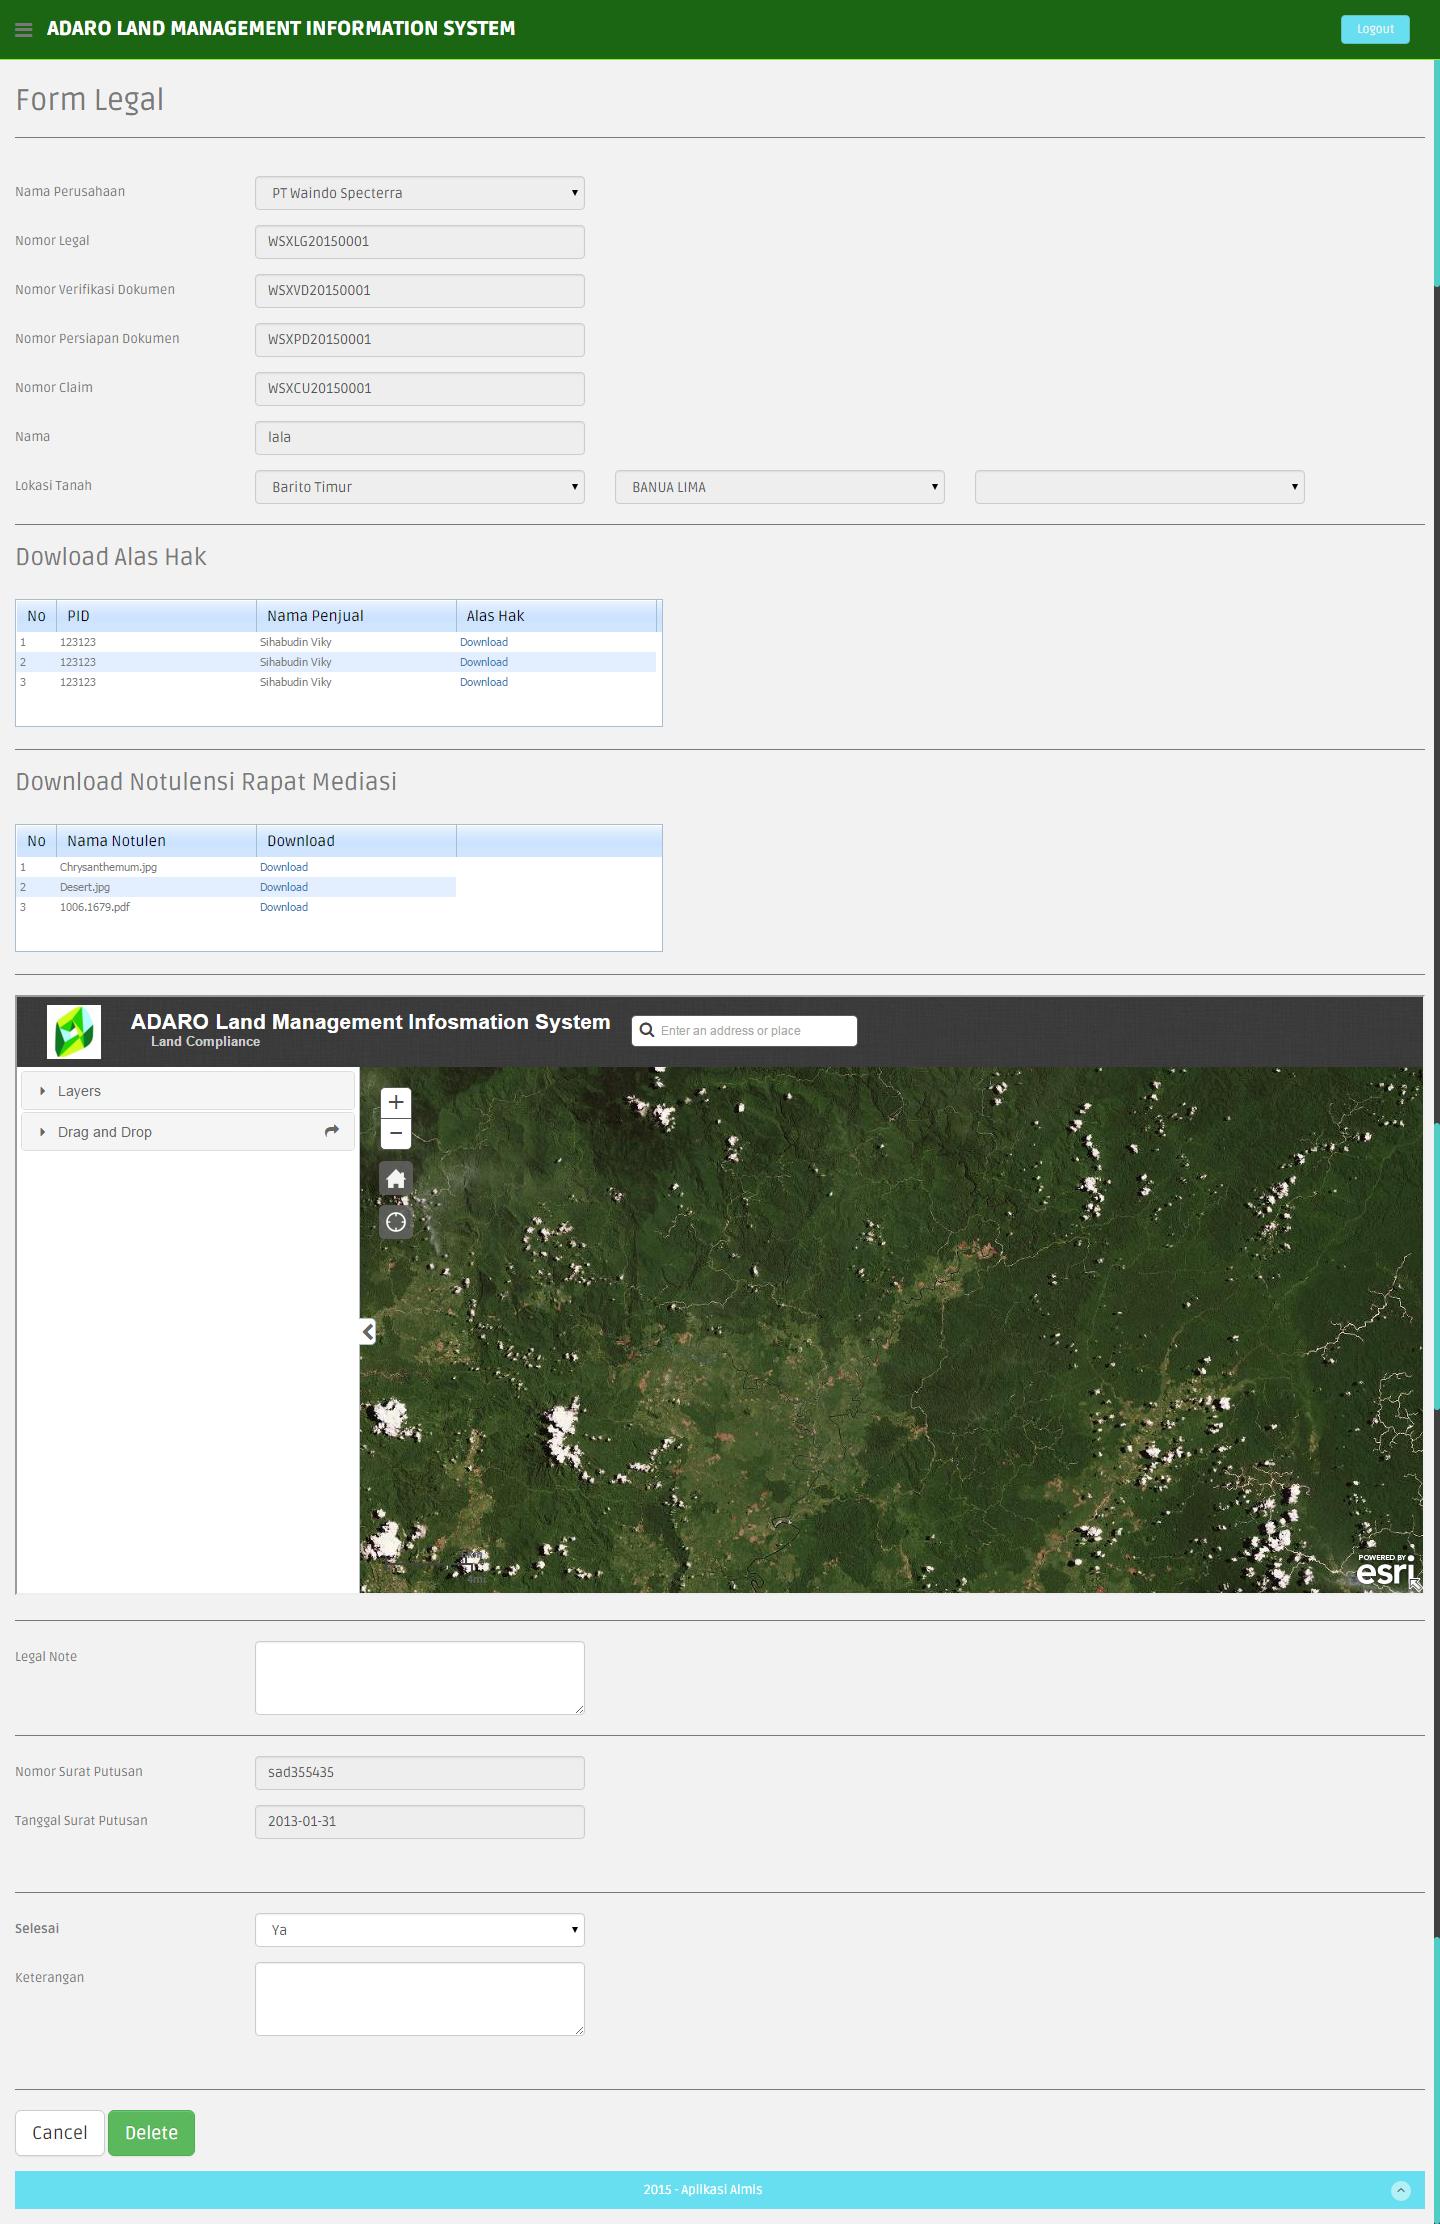 ADARO LAND MANAGEMENT INFORMATION SYSTEM
Logout
Form Legal
Nama Perusahaan
PT Waindo Specterra
Nomor Legal
WSXLG20150001
Nomor Verifikasi Dokumen
WSXVD20150001
Nomor Persiapan Dokumen
WSXPD20150001
Nomor Claim
WSXCU20150001
Nama
lala
Lokasi Tanah
Barito Timur
BANUA LIMA
Dowload Alas Hak
No PID Nama Penjual Alas Hak
1 123123 Sihabudin Viky Download
2 123123 Sihabudin Viky Download
3 123123 Sihabudin Viky Download
Download Notulensi Rapat Mediasi
No Nama Notulen Download
1 Chrysanthemum.jpg Download
2 Desert.jpg Download
3 1006.1679.pdf Download
ADARO Land Management Infosmation System
Land Compliance
Enter an address or place
Layers
Drag and Drop
POWERED BY
esri
Legal Note
Nomor Surat Putusan
sad355435
Tanggal Surat Putusan
2013-01-31
Selesai
Ya
Keterangan
Cancel
Delete
2015 - Aplikasi Almis